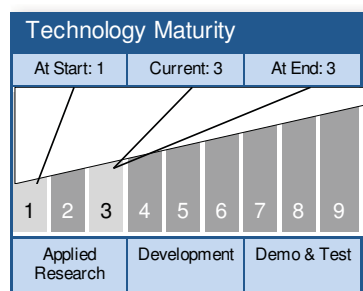 Technology Maturity
At Start: 1 Current: 3 At End: 3
1 2 3 4 5 6 7 8 9
Applied Development Demo & Test
Research